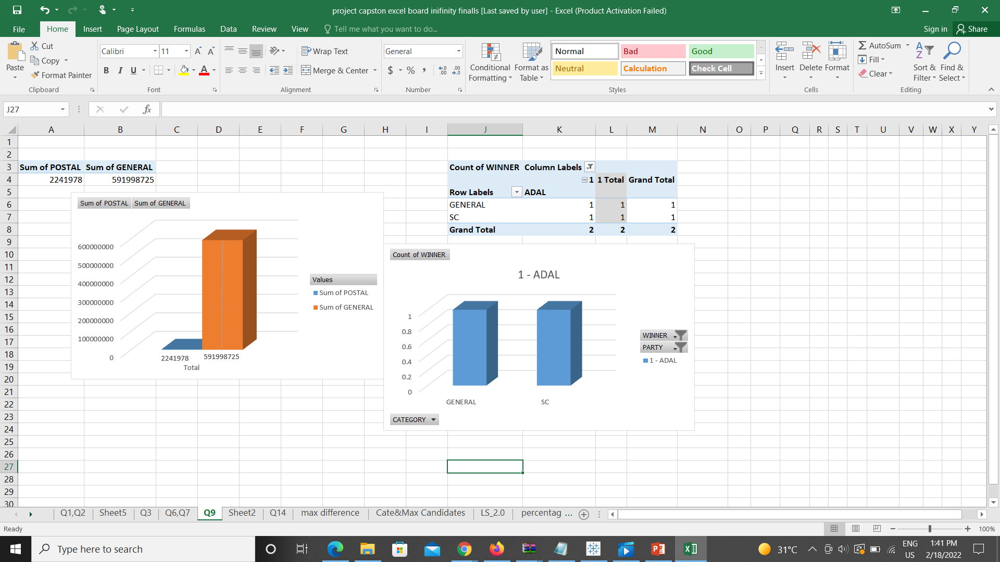 project capston excel board inifinity finalls [Last saved by user] - Excel (Product Activation Failed)
File Home Insert Page Layout Formulas Data Review View Tell me what you want to do... Sign in Share
Cut
Copy
Format Painter
Paste
Clipboard
Calibri 11
B I U
Font
Wrap Text
Merge & Center
Alignment
General
$ % ,
Number
Conditional Formatting
Format as Table
Normal Bad Good
Neutral Calculation Check Cell
Styles
Insert Delete Format
Cells
AutoSum
Fill
Clear
Sort & Filter
Find & Select
Editing
J27 fx
A B C D E F G H I J K L M N O P Q R S T U V W X Y
1
2
3 Sum of POSTAL Sum of GENERAL Count of WINNER Column Labels
4 2241978 591998725 1 1 Total Grand Total
5 Row Labels ADAL
6 GENERAL 1 1 1
7 SC 1 1 1
8 Grand Total 2 2 2
9
10
11
12
13
14
15
16
17
18
19
20
21
22
23
24
25
26
27
28
29
30
Sum of POSTAL Sum of GENERAL
600000000
500000000
400000000
300000000
200000000
100000000
0
2241978 591998725
Total
Values
Sum of POSTAL
Sum of GENERAL
Count of WINNER
1 - ADAL
1
0.8
0.6
0.4
0.2
0
GENERAL SC
WINNER
PARTY
1 - ADAL
CATEGORY
Q1,Q2 Sheet5 Q3 Q6,Q7 Q9 Sheet2 Q14 max difference Cate&Max Candidates LS_2.0 percentag ...
Ready 100%
Type here to search 31°C ENG US 1:41 PM 2/18/2022